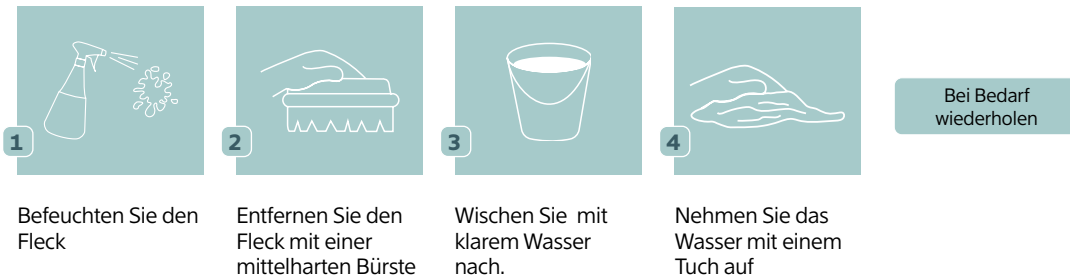 1
Befeuchten Sie den
Fleck
2
Entfernen Sie den
Fleck mit einer
mittelharten Bürste
3
Wischen Sie  mit
klarem Wasser
nach.
4
Nehmen Sie das
Wasser mit einem
Tuch auf
Bei Bedarf
wiederholen